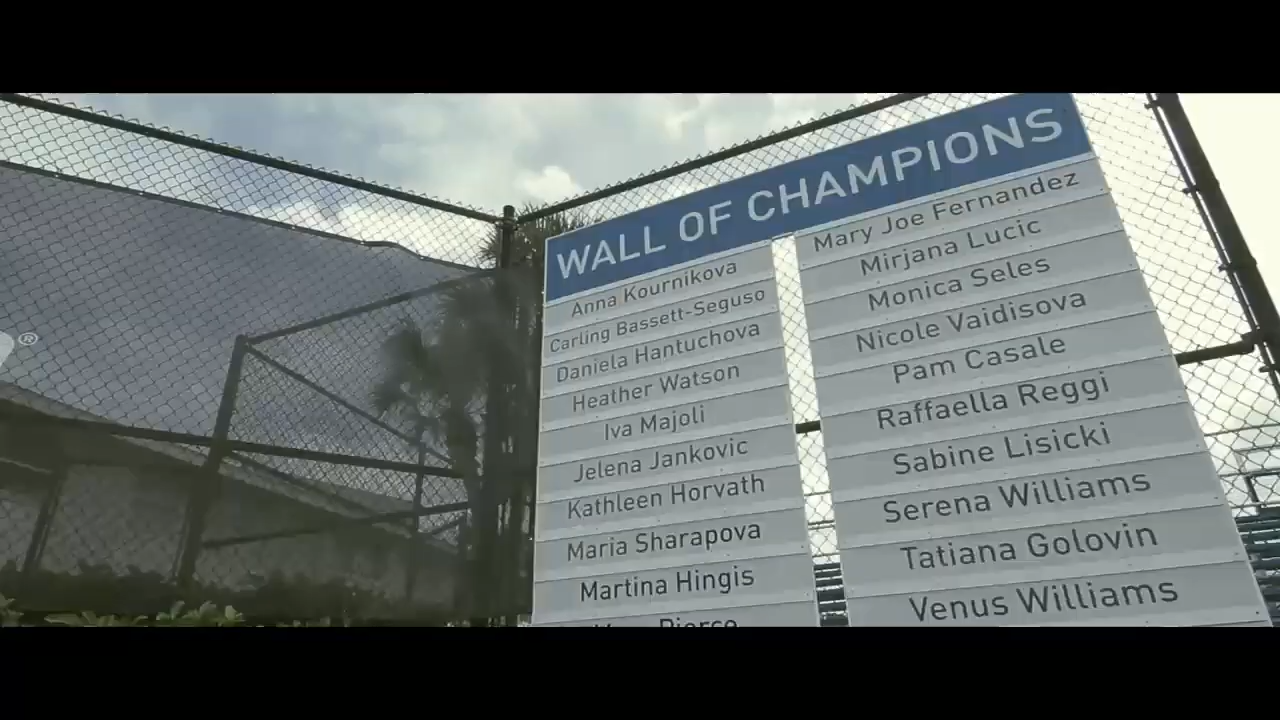 WALL OF CHAMPIONS
Anna Kournikova
Carling Bassett-Seguso
Daniela Hantuchova
Heather Watson
Iva Majoli
Jelena Jankovic
Kathleen Horvath
Maria Sharapova
Martina Hingis
Pierce
Mary Joe Fernandez
Mirjana Lucic
Monica Seles
Nicole Vaidisova
Pam Casale
Raffaella Reggi
Sabine Lisicki
Serena Williams
Tatiana Golovin
Venus Williams
®